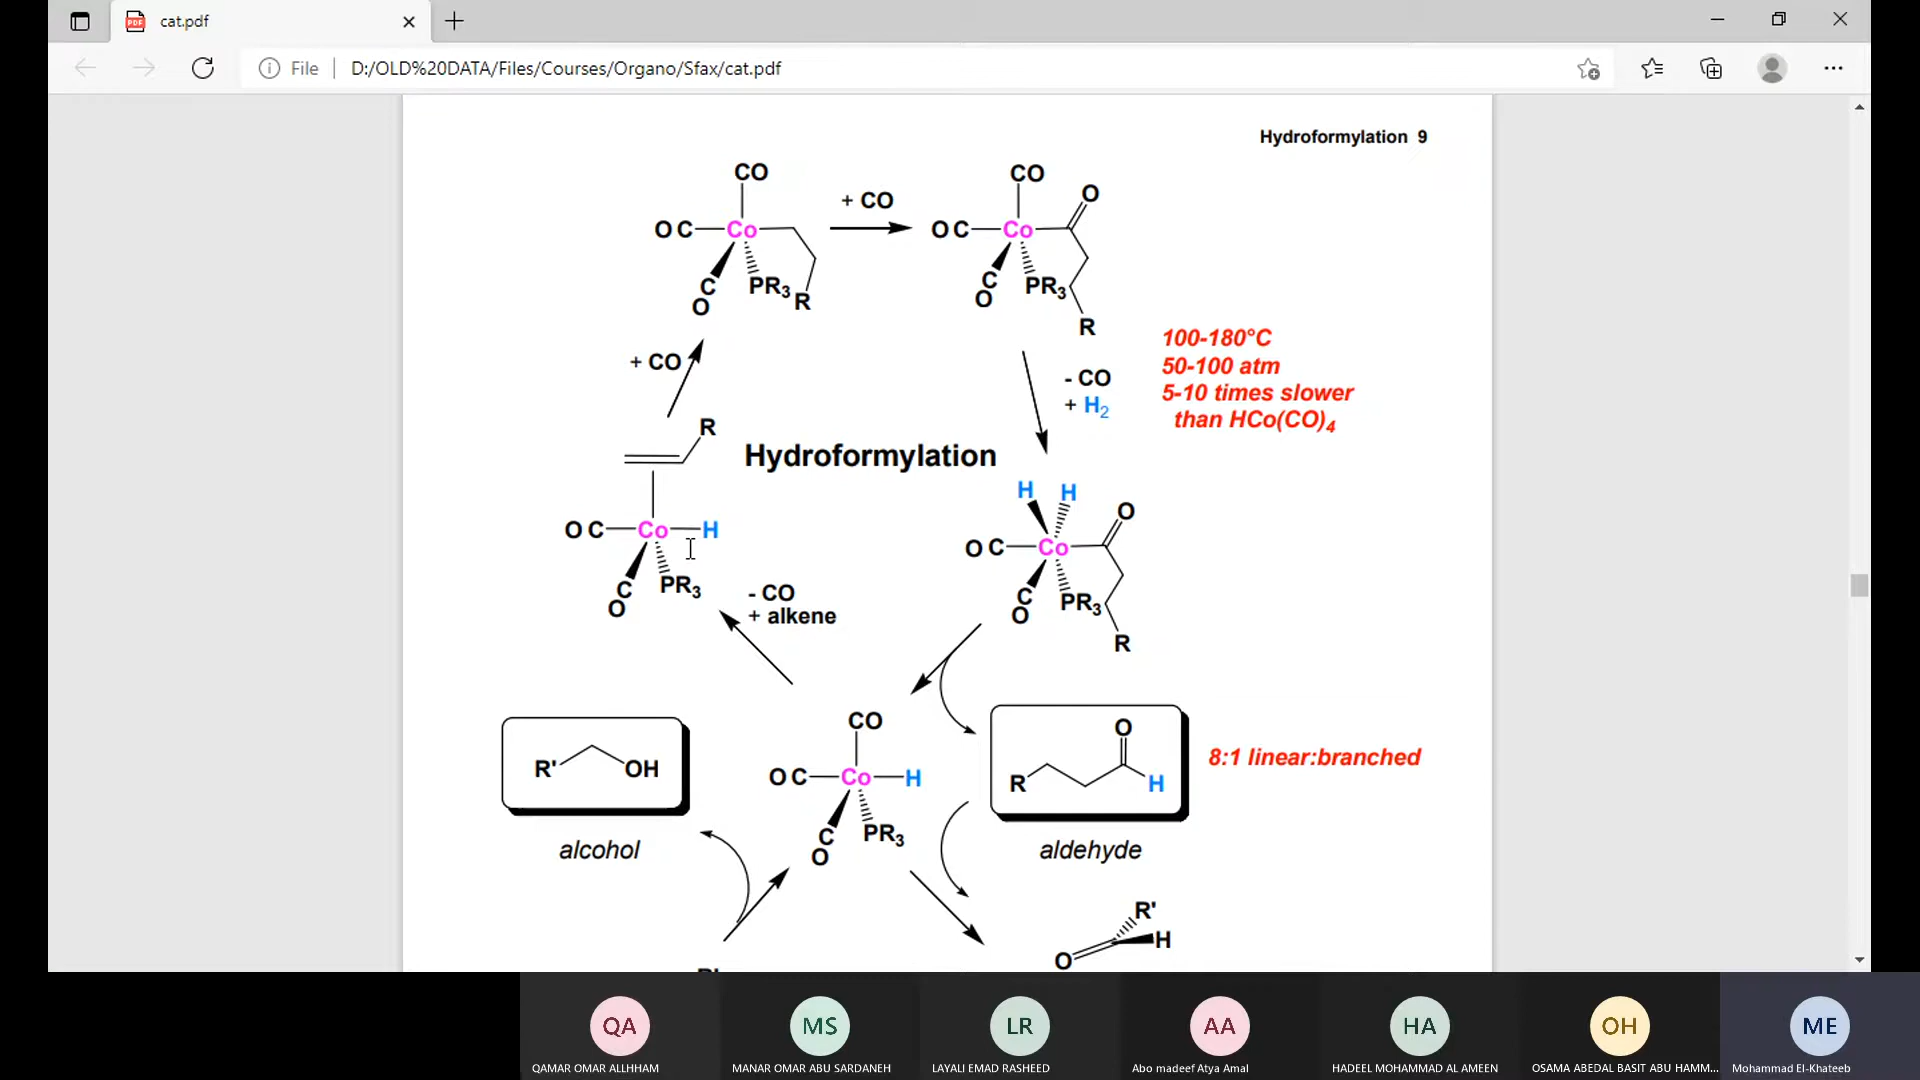 cat.pdf
File
D:/OLD%20DATA/Files/Courses/Organo/Sfax/cat.pdf
Hydroformylation 9
CO
OC Co
C
O
PR3
R
+ CO
CO
O
OC Co
C
O
PR3
R
100-180°C
50-100 atm
5-10 times slower
than HCo(CO)4
+ CO
- CO
+ H2
R
Hydroformylation
OC Co H
C
O
PR3
H H
O
OC Co
C
O
PR3
R
- CO
+ alkene
CO
OC Co H
C
O
PR3
R' OH
alcohol
O
R H
aldehyde
8:1 linear:branched
R'
H
O
QA
MS
LR
AA
HA
OH
ME
QAMAR OMAR ALLHHAM
MANAR OMAR ABU SARDANEH
LAYALI EMAD RASHEED
Abo madeef Atya Amal
HADEEL MOHAMMAD AL AMEEN
OSAMA ABEDAL BASIT ABU HAMM...
Mohammad El-Khateeb